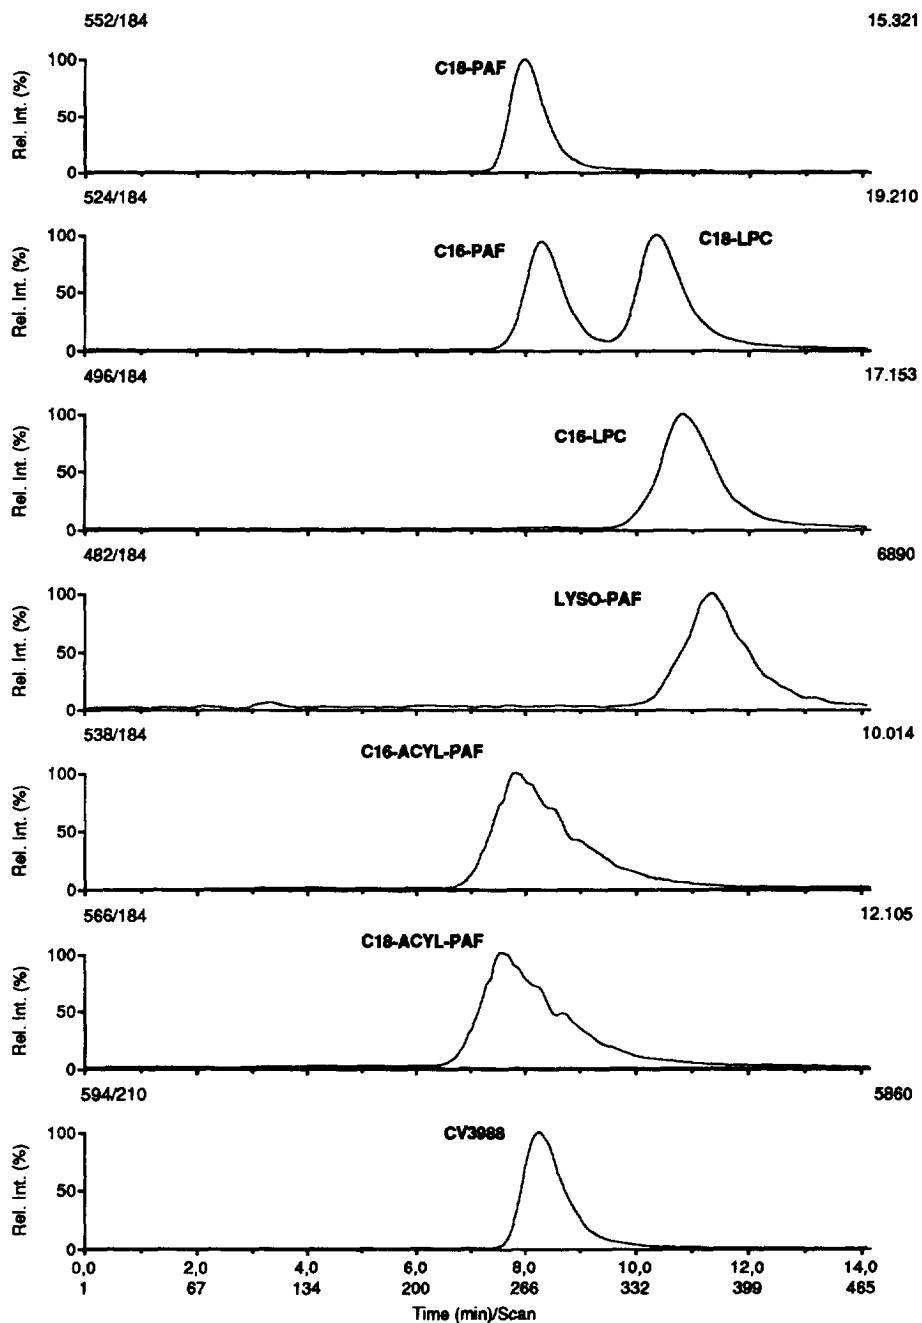 552/184 15.321
Rel. Int. (%)
100
50
0
C18-PAF
524/184 19.210
Rel. Int. (%)
100
50
0
C16-PAF
C18-LPC
496/184 17.153
Rel. Int. (%)
100
50
0
C16-LPC
482/184 6890
Rel. Int. (%)
100
50
0
LYSO-PAF
538/184 10.014
Rel. Int. (%)
100
50
0
C16-ACYL-PAF
566/184 12.105
Rel. Int. (%)
100
50
0
C18-ACYL-PAF
594/210 5860
Rel. Int. (%)
100
50
0
CV3988
0,0 2,0 4,0 6,0 8,0 10,0 12,0 14,0
1 67 134 200 266 332 399 465
Time (min)/Scan